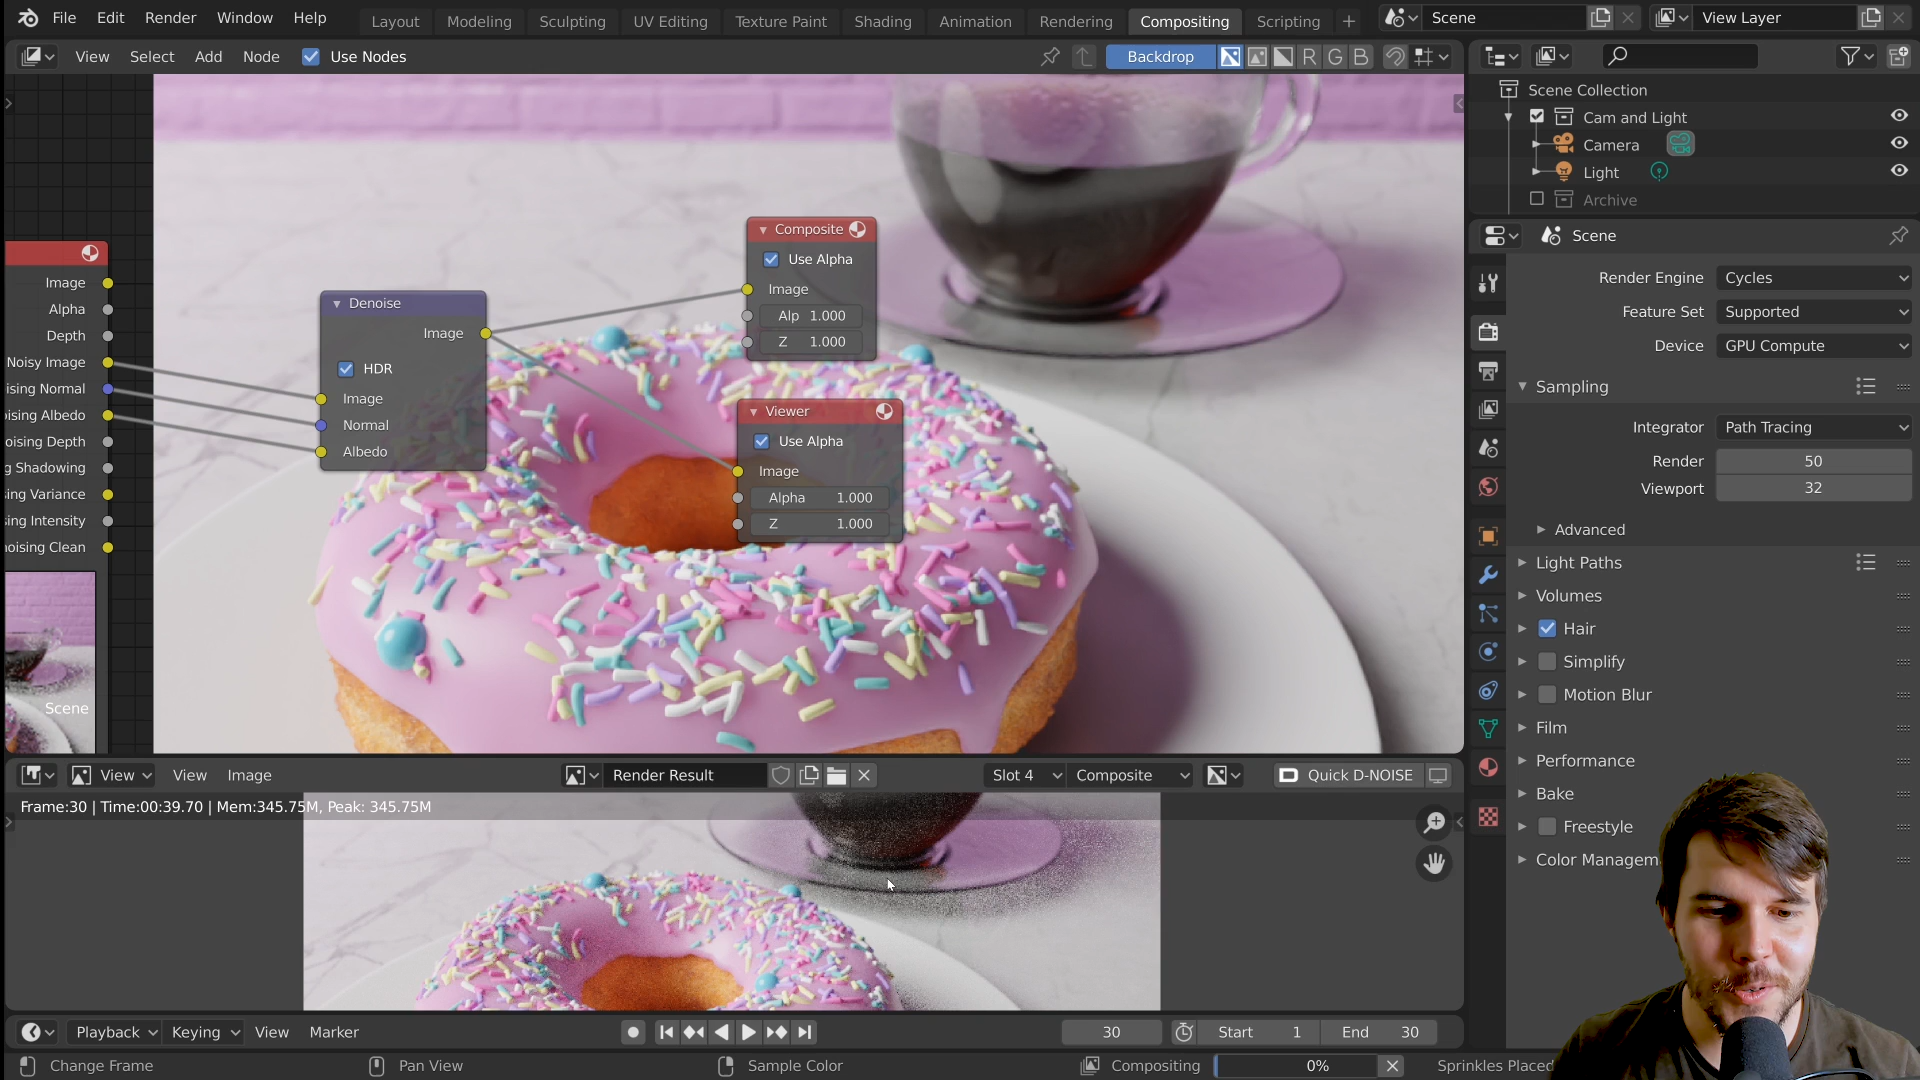 File Edit Render Window Help Layout Modeling Sculpting UV Editing Texture Paint Shading Animation Rendering Compositing Scripting + Scene View Layer
View Select Add Node Use Nodes Backdrop R G B
Scene Collection
Cam and Light
Camera
Light
Archive
Scene
Render Engine Cycles
Feature Set Supported
Device GPU Compute
Sampling
Integrator Path Tracing
Render 50
Viewport 32
Advanced
Light Paths
Volumes
Hair
Simplify
Motion Blur
Film
Performance
Bake
Freestyle
Color Managem
Image
Alpha
Depth
Noisy Image
ising Normal
oising Albedo
oising Depth
g Shadowing
sing Variance
sing Intensity
oising Clean
Scene
Denoise
Image
HDR
Image
Normal
Albedo
Composite
Use Alpha
Image
Alp 1.000
Z 1.000
Viewer
Use Alpha
Image
Alpha 1.000
Z 1.000
View View Image Render Result Slot 4 Composite Quick D-NOISE
Frame:30 | Time:00:39.70 | Mem:345.75M, Peak: 345.75M
Playback Keying View Marker 30 Start 1 End 30
Change Frame Pan View Sample Color Compositing 0% Sprinkles Placed